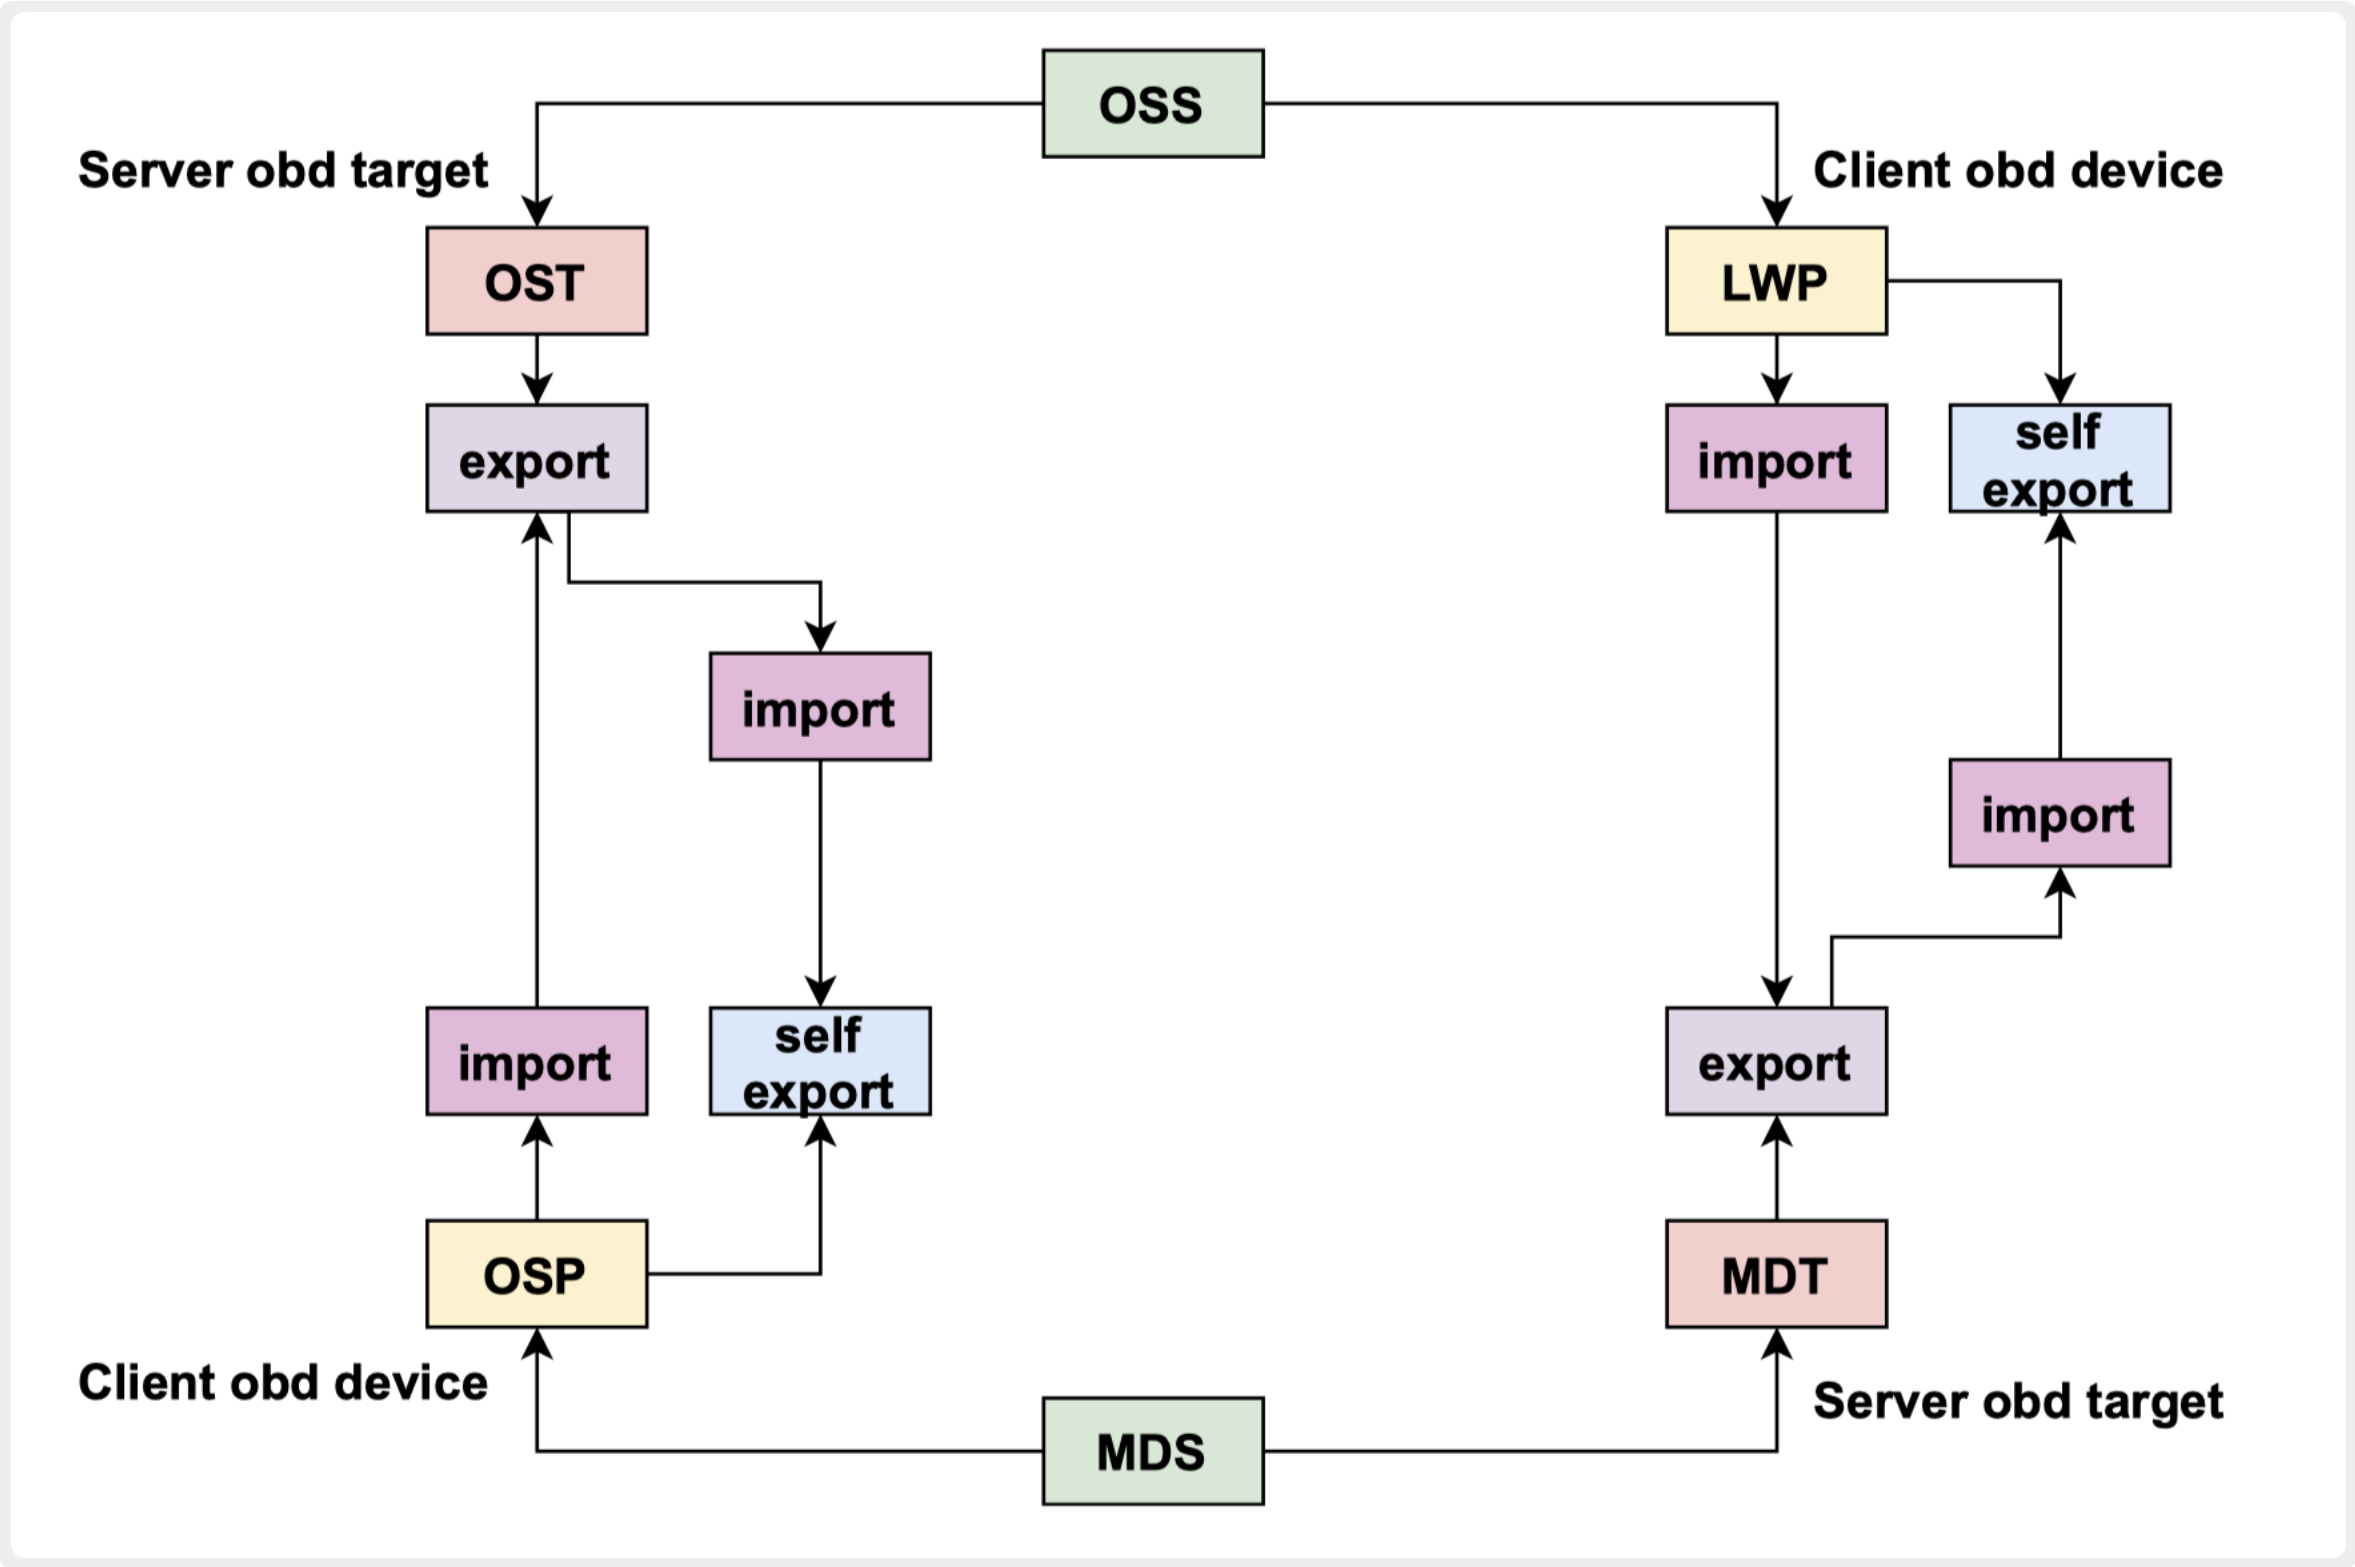 OSS
Server obd target
Client obd device
OST
LWP
export
import
self
export
import
import
import
self
export
export
OSP
MDT
Client obd device
Server obd target
MDS